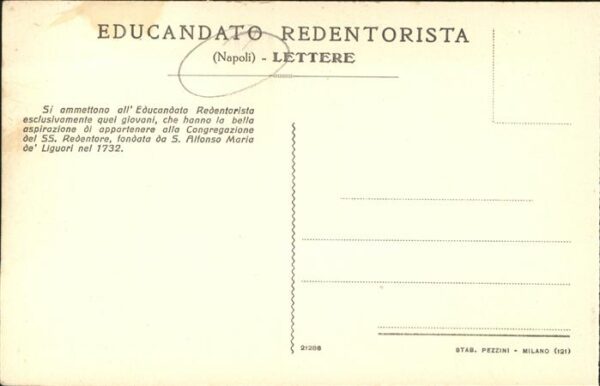 EDUCANDATO REDENTORISTA
(Napoli) - LETTERE
Si ammettono all' Educandato Redentorista
esclusivamente quei giovani, che hanno la bella
aspirazione di appartenere alla Congregazione
del SS. Redentore, fondata da S. Alfonso Maria
de' Liguori nel 1732.
21288
STAB. PEZZINI - MILANO (121)